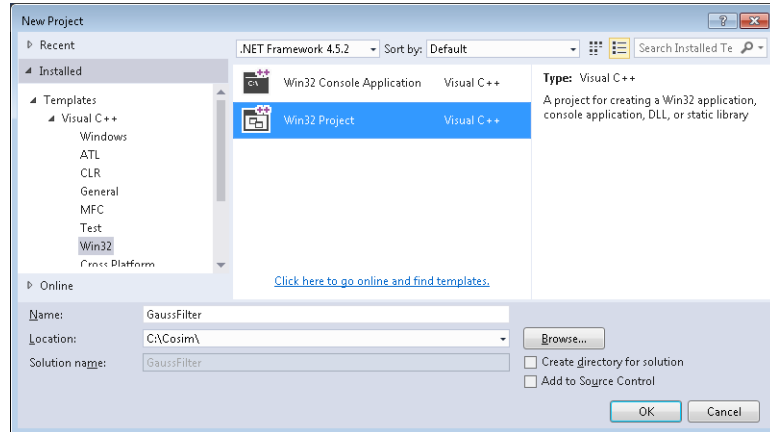 New Project
Recent
.NET Framework 4.5.2 Sort by: Default Search Installed Te
Installed
Templates
Visual C++
Windows
ATL
CLR
General
MFC
Test
Win32
Cross Platform
Online
Win32 Console Application Visual C++
Win32 Project Visual C++
Click here to go online and find templates.
Type: Visual C++
A project for creating a Win32 application,
console application, DLL, or static library
Name: GaussFilter
Location: C:\Cosim\ Browse...
Solution name: GaussFilter Create directory for solution
Add to Source Control
OK Cancel